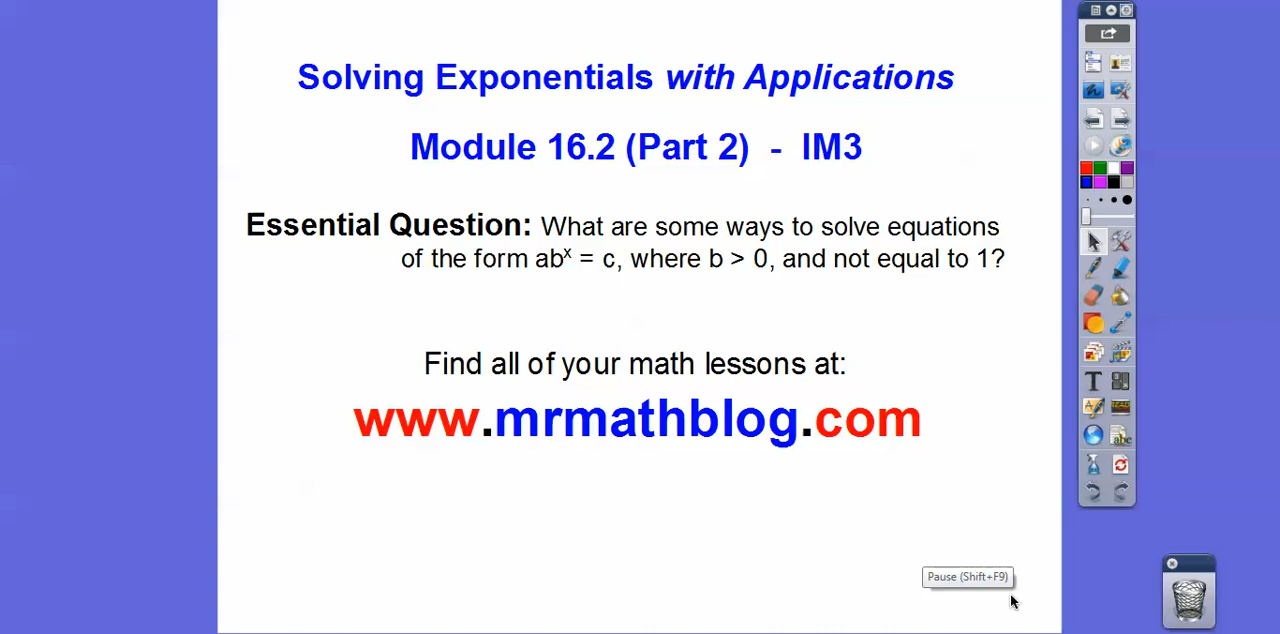 Solving Exponentials with Applications
Module 16.2 (Part 2) - IM3
Essential Question: What are some ways to solve equations
of the form abˣ = c, where b > 0, and not equal to 1?
Find all of your math lessons at:
www.mrmathblog.com
Pause (Shift+F9)